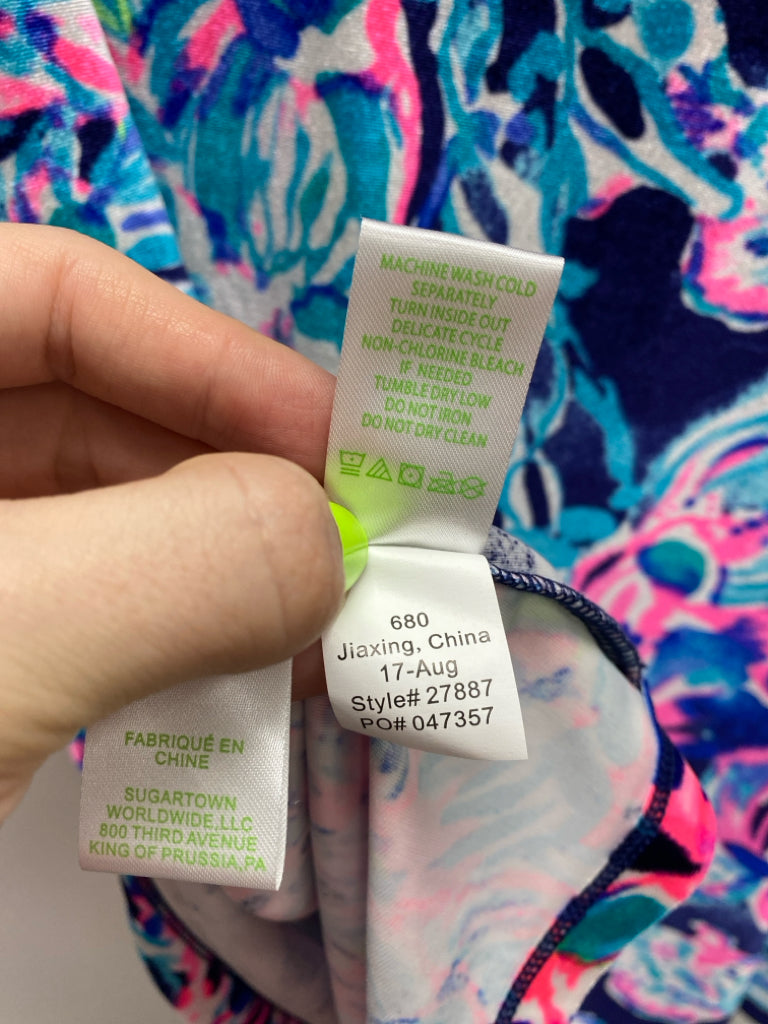 MACHINE WASH COLD
SEPARATELY
TURN INSIDE OUT
DELICATE CYCLE
NON-CHLORINE BLEACH
IF NEEDED
TUMBLE DRY LOW
DO NOT IRON
DO NOT DRY CLEAN
680
Jiaxing, China
17-Aug
Style# 27887
PO# 047357
FABRIQUÉ EN
CHINE
SUGARTOWN
WORLDWIDE,LLC
800 THIRD AVENUE
KING OF PRUSSIA,PA